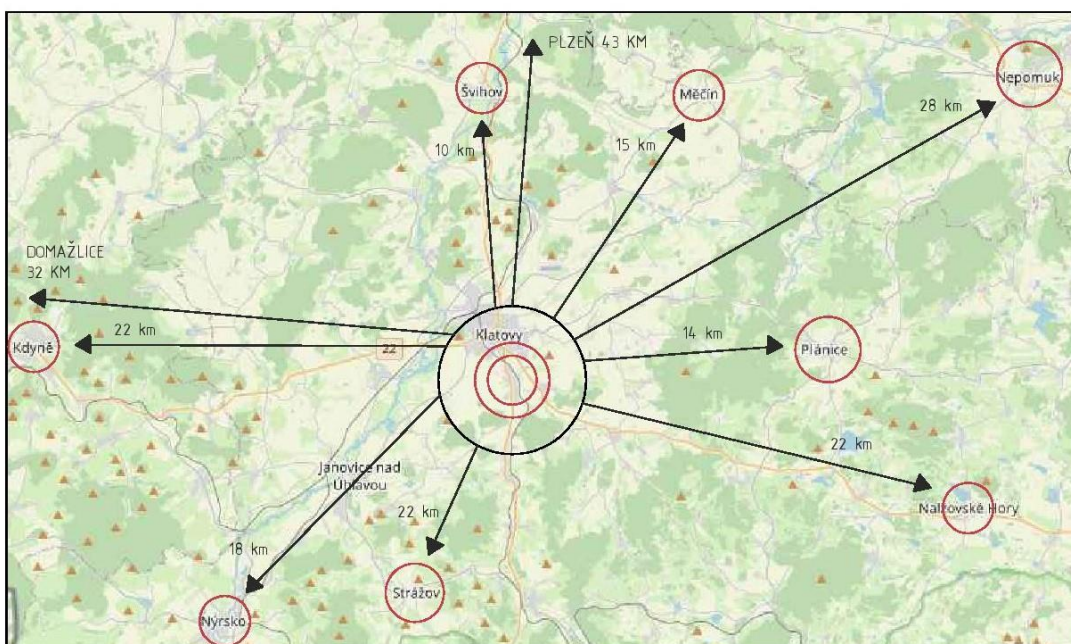 PLZEŇ 43 KM
Švihov
Měčín
Nepomuk
28 km
10 km
15 km
DOMAŽLICE
32 KM
22 km
Kdyně
22
Klatovy
14 km
Plánice
22 km
Janovice nad
Úhlavou
Nalžovské Hory
22 km
18 km
Strážov
Nýrsko